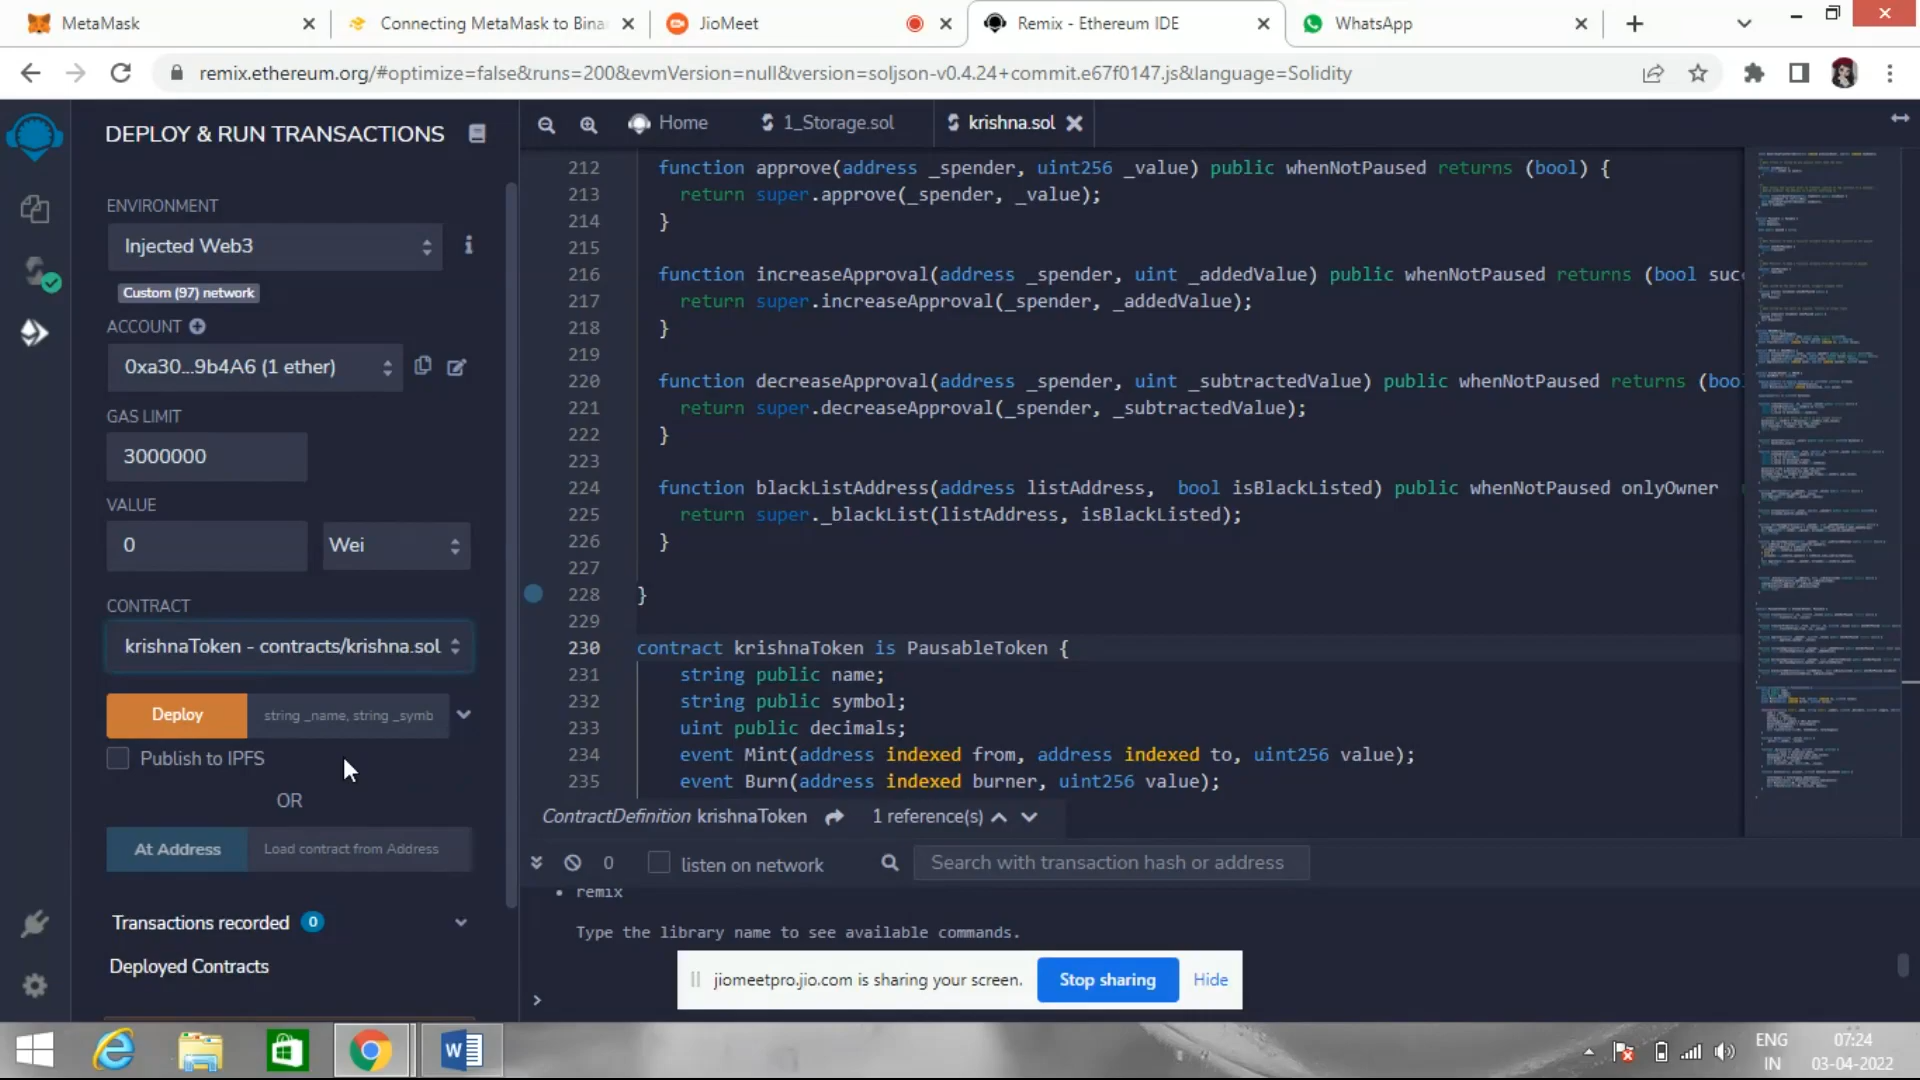 MetaMask
Connecting MetaMask to Bina
JioMeet
Remix - Ethereum IDE
WhatsApp
remix.ethereum.org/#optimize=false&runs=200&evmVersion=null&version=soljson-v0.4.24+commit.e67f0147.js&language=Solidity
DEPLOY & RUN TRANSACTIONS
ENVIRONMENT
Injected Web3
i
Custom (97) network
ACCOUNT
0xa30...9b4A6 (1 ether)
GAS LIMIT
3000000
VALUE
0
Wei
CONTRACT
krishnaToken - contracts/krishna.sol
Deploy
string _name, string _symb
Publish to IPFS
OR
At Address
Load contract from Address
Transactions recorded 0
Deployed Contracts
Home
1_Storage.sol
krishna.sol
212 function approve(address _spender, uint256 _value) public whenNotPaused returns (bool) {
213 return super.approve(_spender, _value);
214 }
215
216 function increaseApproval(address _spender, uint _addedValue) public whenNotPaused returns (bool succ
217 return super.increaseApproval(_spender, _addedValue);
218 }
219
220 function decreaseApproval(address _spender, uint _subtractedValue) public whenNotPaused returns (bool
221 return super.decreaseApproval(_spender, _subtractedValue);
222 }
223
224 function blackListAddress(address listAddress, bool isBlackListed) public whenNotPaused onlyOwner
225 return super._blackList(listAddress, isBlackListed);
226 }
227
228 }
229
230 contract krishnaToken is PausableToken {
231 string public name;
232 string public symbol;
233 uint public decimals;
234 event Mint(address indexed from, address indexed to, uint256 value);
235 event Burn(address indexed burner, uint256 value);
ContractDefinition krishnaToken
1 reference(s)
0
listen on network
Search with transaction hash or address
• remix
Type the library name to see available commands.
>
jiomeetpro.jio.com is sharing your screen.
Stop sharing
Hide
ENG
IN
07:24
03-04-2022